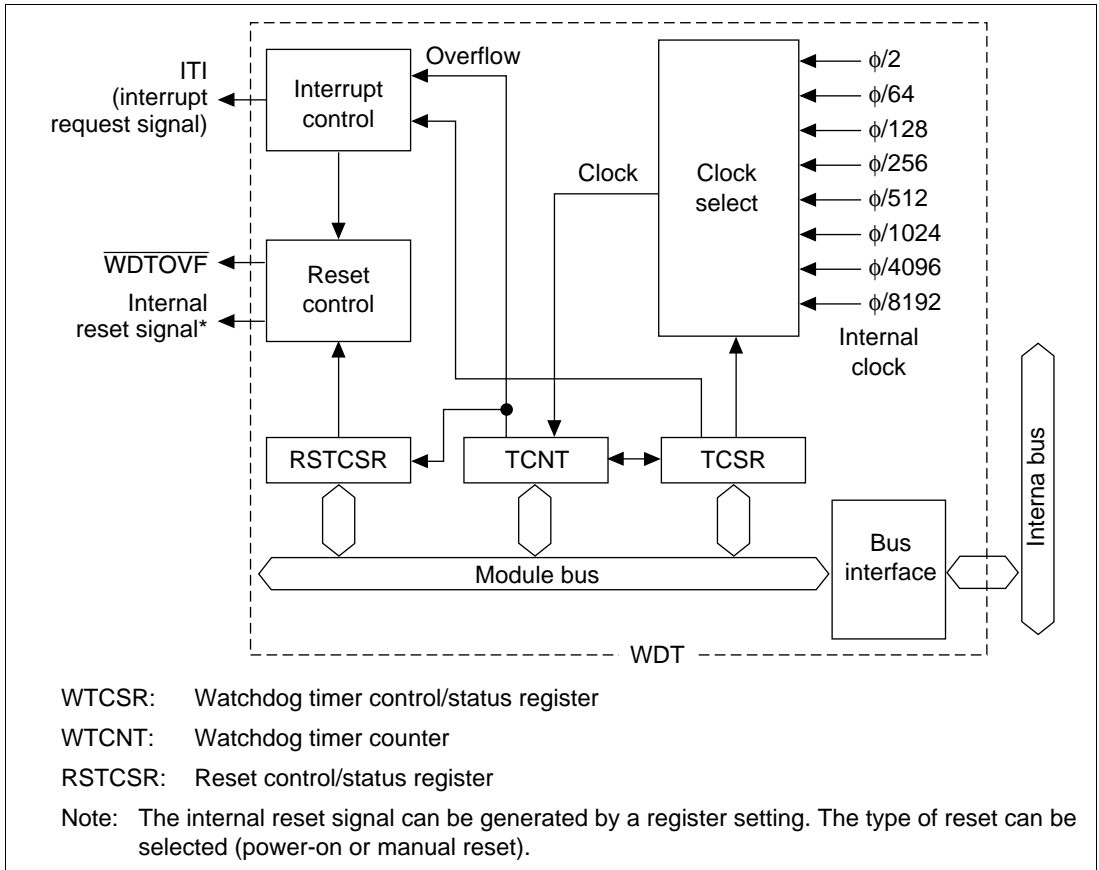 Overflow
ITI
(interrupt
request signal)
Interrupt
control
Clock
Clock
select
ϕ/2
ϕ/64
ϕ/128
ϕ/256
ϕ/512
ϕ/1024
ϕ/4096
ϕ/8192
Internal
clock
WDTOVF
Internal
reset signal*
Reset
control
RSTCSR
TCNT
TCSR
Module bus
Bus
interface
Interna bus
WDT
WTCSR: Watchdog timer control/status register
WTCNT: Watchdog timer counter
RSTCSR: Reset control/status register
Note: The internal reset signal can be generated by a register setting. The type of reset can be
selected (power-on or manual reset).